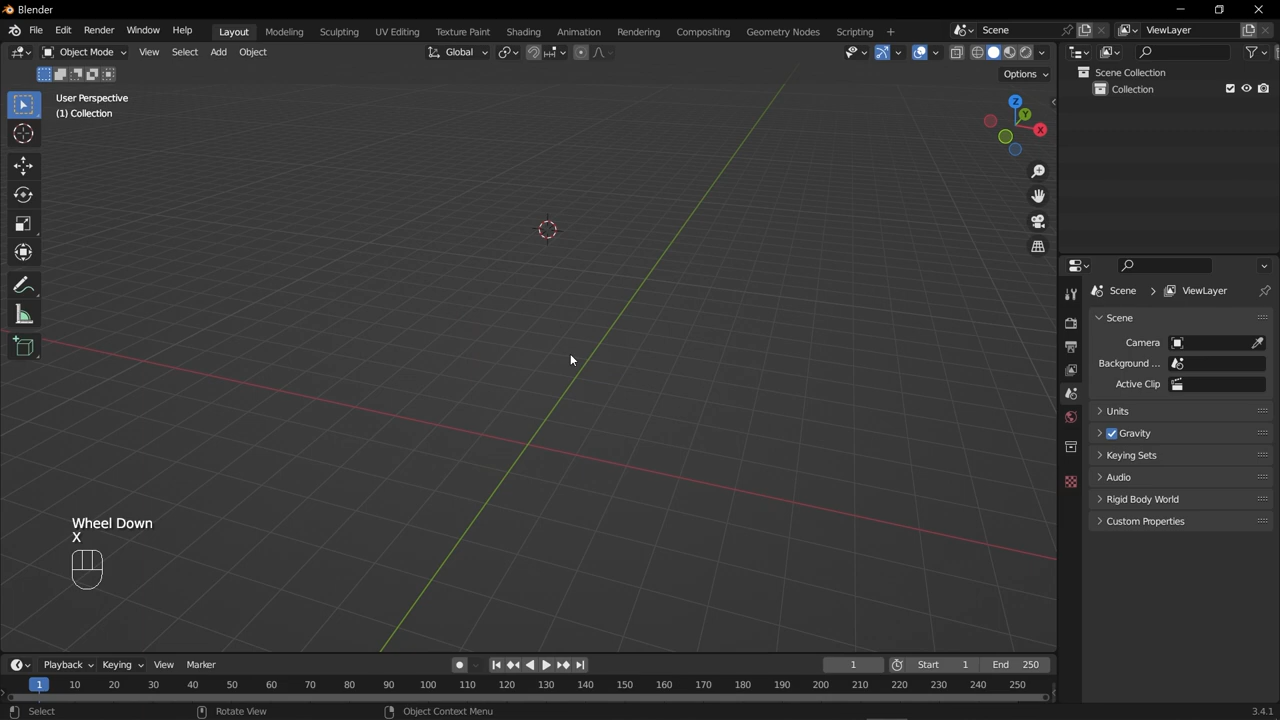 Blender
File Edit Render Window Help Layout Modeling Sculpting UV Editing Texture Paint Shading Animation Rendering Compositing Geometry Nodes Scripting + Scene ViewLayer
Object Mode View Select Add Object Global
Options
User Perspective
(1) Collection
Z
Y
X
Scene Collection
Collection
Scene > ViewLayer
Scene
Camera
Background ...
Active Clip
Units
Gravity
Keying Sets
Audio
Rigid Body World
Custom Properties
Wheel Down
X
Playback Keying View Marker 1 Start 1 End 250
1 10 20 30 40 50 60 70 80 90 100 110 120 130 140 150 160 170 180 190 200 210 220 230 240 250
Select Rotate View Object Context Menu 3.4.1